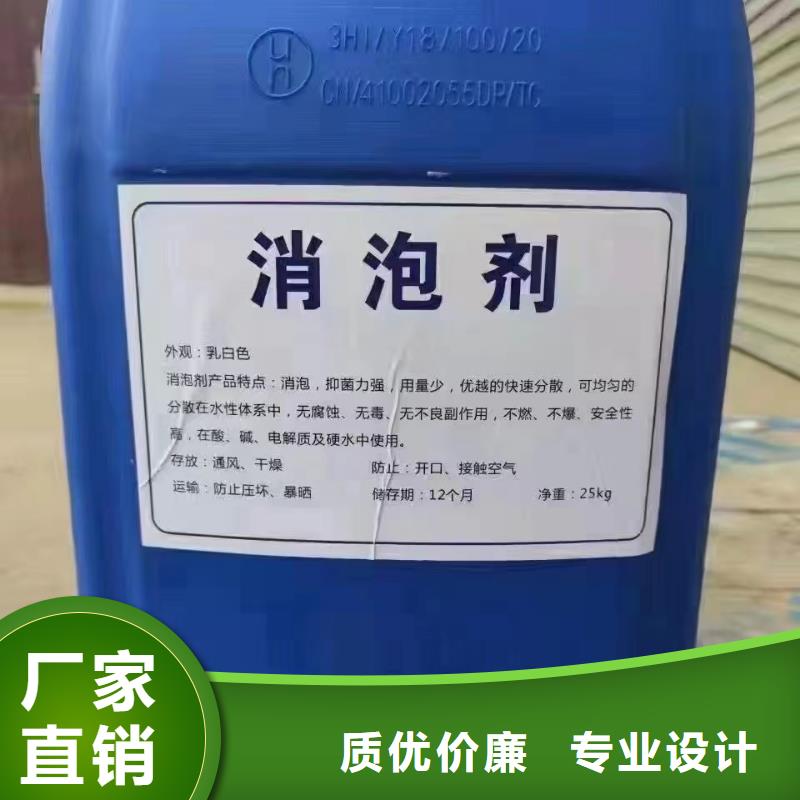 3H1/Y18/100/20
CN/41002055DP/TC
消泡剂
外观：乳白色
消泡剂产品特点：消泡，抑菌力强，用量少，优越的快速分散，可均匀的
分散在水性体系中，无腐蚀、无毒、无不良副作用，不燃、不爆、安全性
高，在酸、碱、电解质及硬水中使用。
存放：通风、干燥 防止：开口、接触空气
运输：防止压坏、暴晒 储存期：12个月 净重：25kg
厂家
直销
质优价廉 专业设计